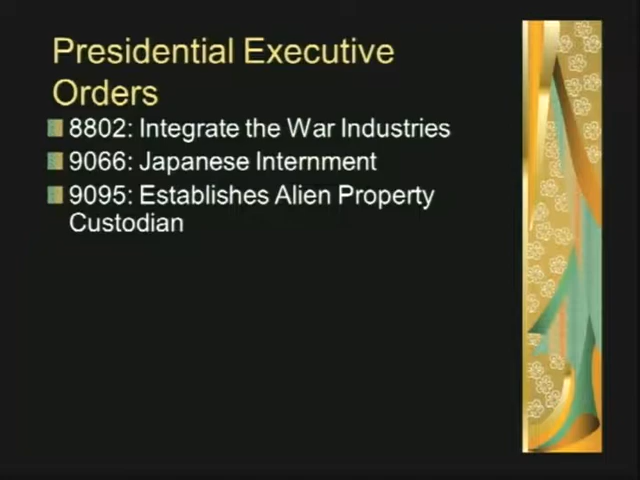 Presidential Executive
Orders
8802: Integrate the War Industries
9066: Japanese Internment
9095: Establishes Alien Property
Custodian